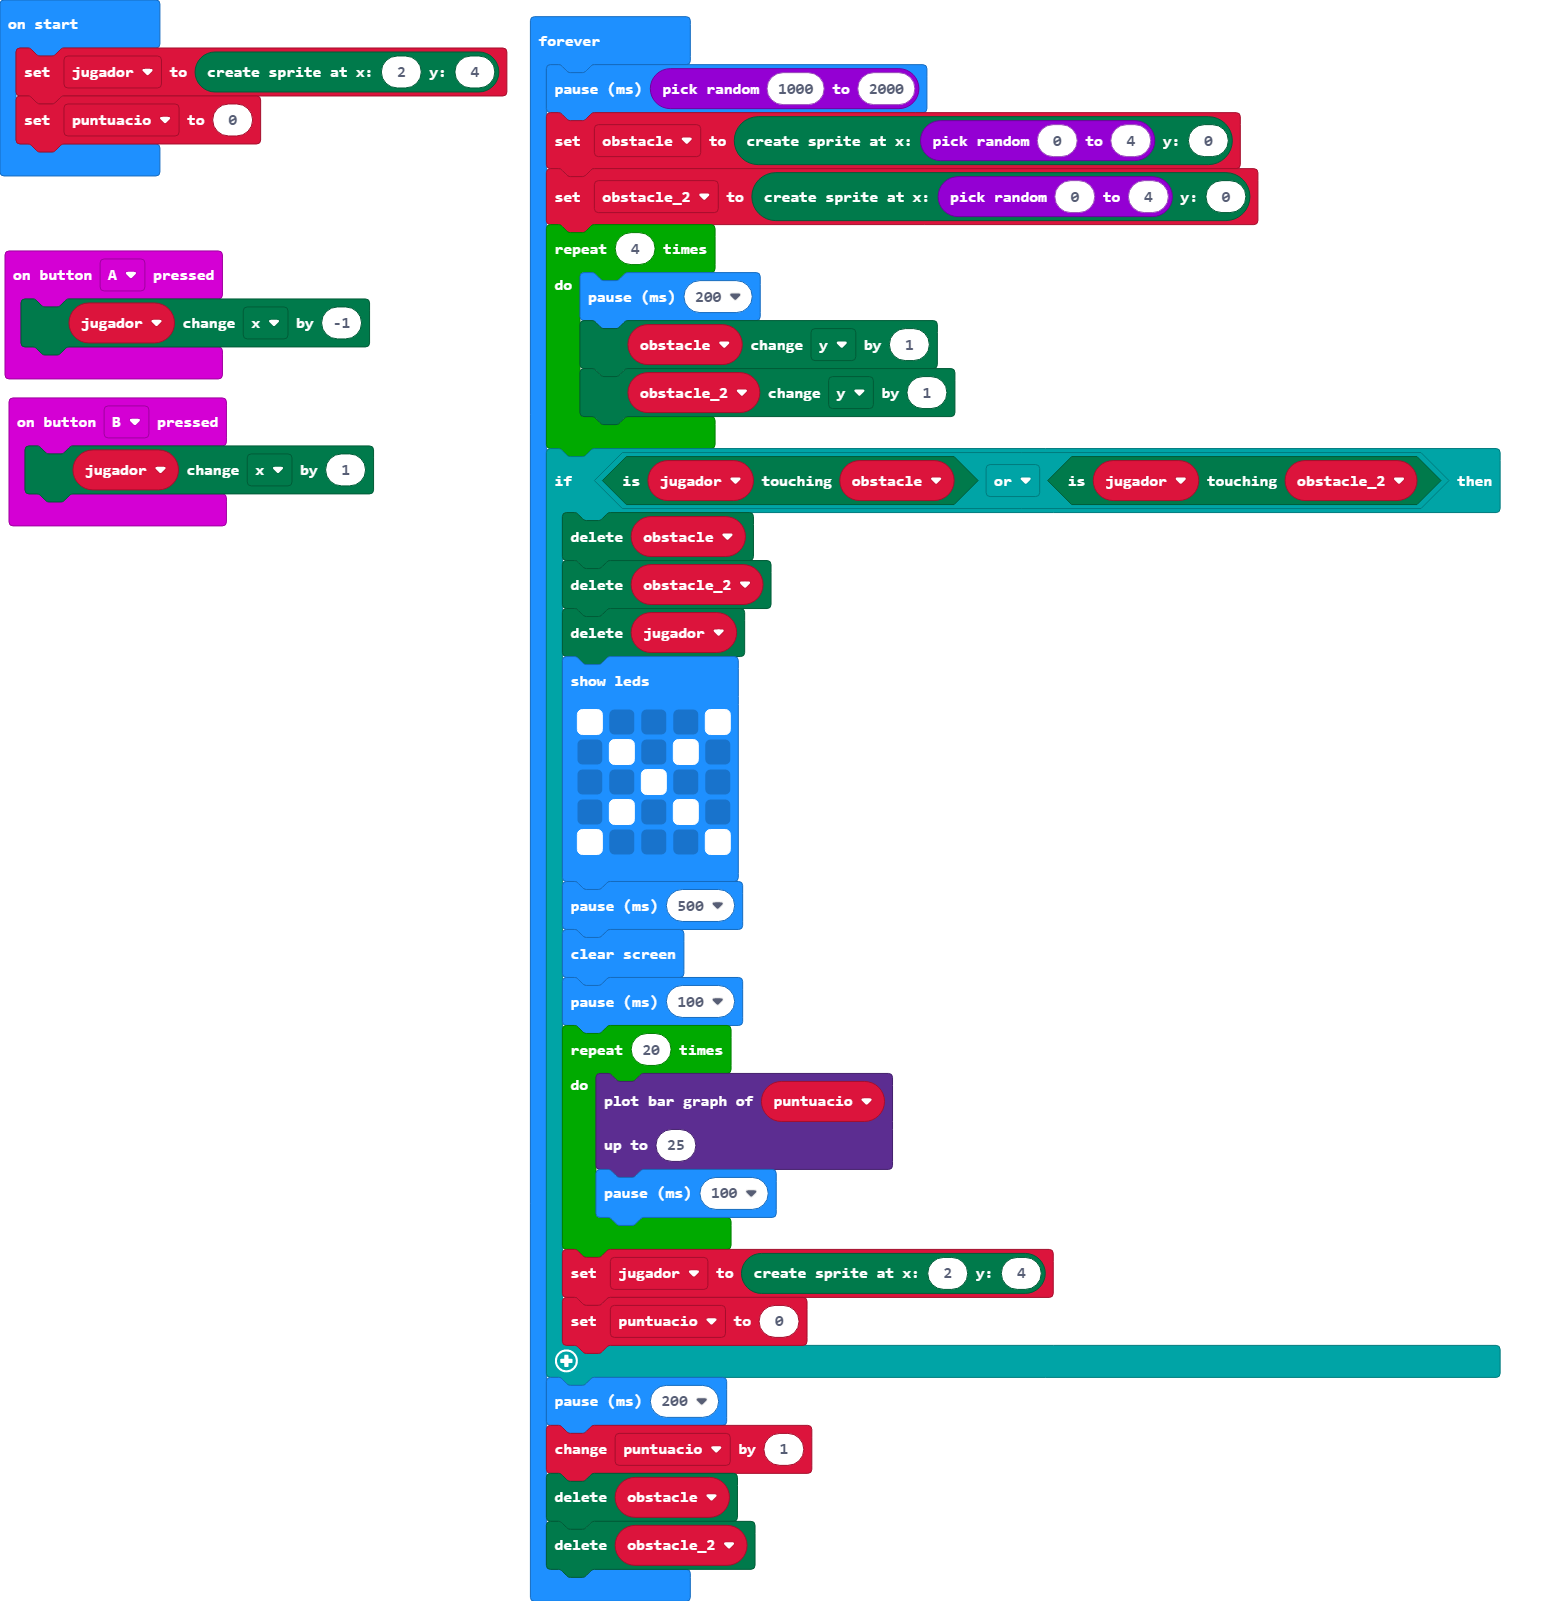 on start
set jugador to create sprite at x: 2 y: 4
set puntuacio to 0
on button A pressed
jugador change x by -1
on button B pressed
jugador change x by 1
forever
pause (ms) pick random 1000 to 2000
set obstacle to create sprite at x: pick random 0 to 4 y: 0
set obstacle_2 to create sprite at x: pick random 0 to 4 y: 0
repeat 4 times
do
pause (ms) 200
obstacle change y by 1
obstacle_2 change y by 1
if is jugador touching obstacle or is jugador touching obstacle_2 then
delete obstacle
delete obstacle_2
delete jugador
show leds
pause (ms) 500
clear screen
pause (ms) 100
repeat 20 times
do
plot bar graph of puntuacio
up to 25
pause (ms) 100
set jugador to create sprite at x: 2 y: 4
set puntuacio to 0
pause (ms) 200
change puntuacio by 1
delete obstacle
delete obstacle_2